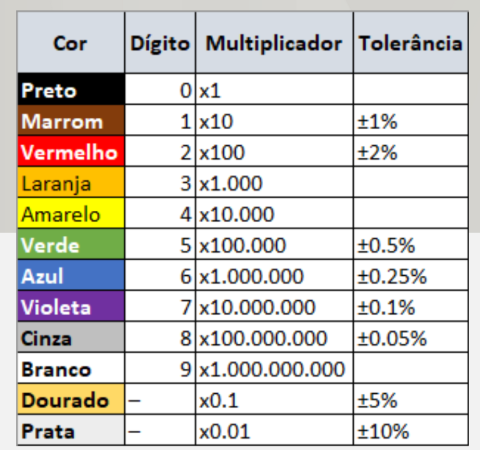 Cor Dígito Multiplicador Tolerância
Preto 0 x1
Marrom 1 x10 ±1%
Vermelho 2 x100 ±2%
Laranja 3 x1.000
Amarelo 4 x10.000
Verde 5 x100.000 ±0.5%
Azul 6 x1.000.000 ±0.25%
Violeta 7 x10.000.000 ±0.1%
Cinza 8 x100.000.000 ±0.05%
Branco 9 x1.000.000.000
Dourado – x0.1 ±5%
Prata – x0.01 ±10%